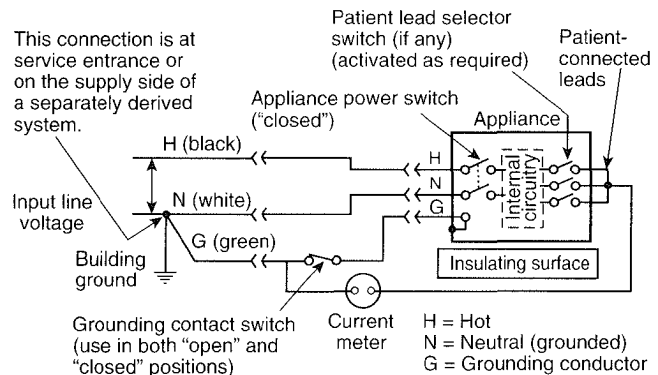 This connection is at
service entrance or
on the supply side of
a separately derived
system.
Patient lead selector
switch (if any)
(activated as required)
Patient-
connected
leads
Appliance power switch
("closed")
Appliance
H (black)
H
N (white)
N
G
Internal
circuitry
Input line
voltage
G (green)
Building
ground
Insulating surface
Grounding contact switch
(use in both "open" and
"closed" positions)
Current
meter
H = Hot
N = Neutral (grounded)
G = Grounding conductor